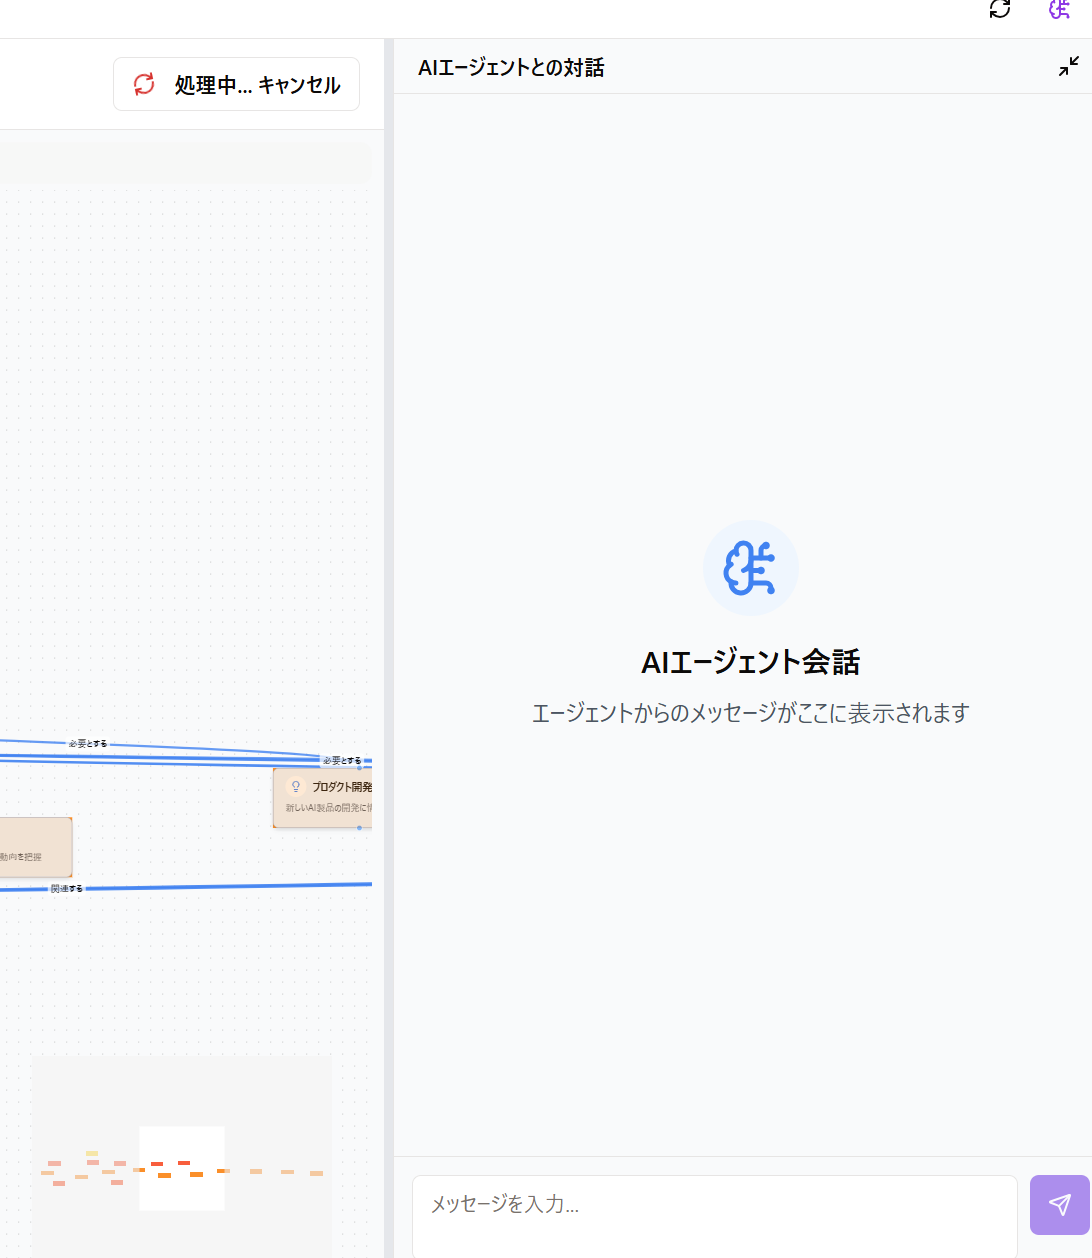 処理中... キャンセル
AIエージェントとの対話
AIエージェント会話
エージェントからのメッセージがここに表示されます
必要とする
必要とする
プロダクト開発
新しいAI製品の開発に情
動向を把握
関連する
メッセージを入力...